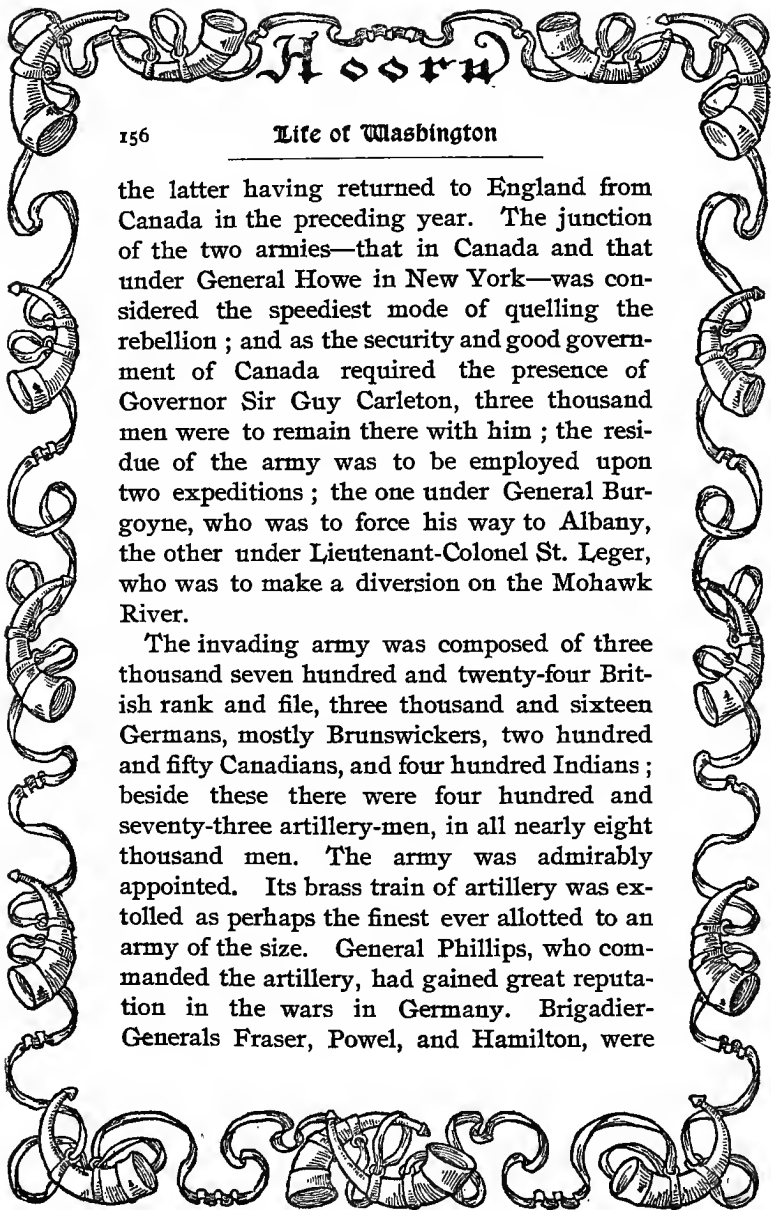 Hoorn
156 Life of Washington
the latter having returned to England from
Canada in the preceding year. The junction
of the two armies—that in Canada and that
under General Howe in New York—was con-
sidered the speediest mode of quelling the
rebellion ; and as the security and good govern-
ment of Canada required the presence of
Governor Sir Guy Carleton, three thousand
men were to remain there with him ; the resi-
due of the army was to be employed upon
two expeditions ; the one under General Bur-
goyne, who was to force his way to Albany,
the other under Lieutenant-Colonel St. Leger,
who was to make a diversion on the Mohawk
River.
The invading army was composed of three
thousand seven hundred and twenty-four Brit-
ish rank and file, three thousand and sixteen
Germans, mostly Brunswickers, two hundred
and fifty Canadians, and four hundred Indians ;
beside these there were four hundred and
seventy-three artillery-men, in all nearly eight
thousand men. The army was admirably
appointed. Its brass train of artillery was ex-
tolled as perhaps the finest ever allotted to an
army of the size. General Phillips, who com-
manded the artillery, had gained great reputa-
tion in the wars in Germany. Brigadier-
Generals Fraser, Powel, and Hamilton, were